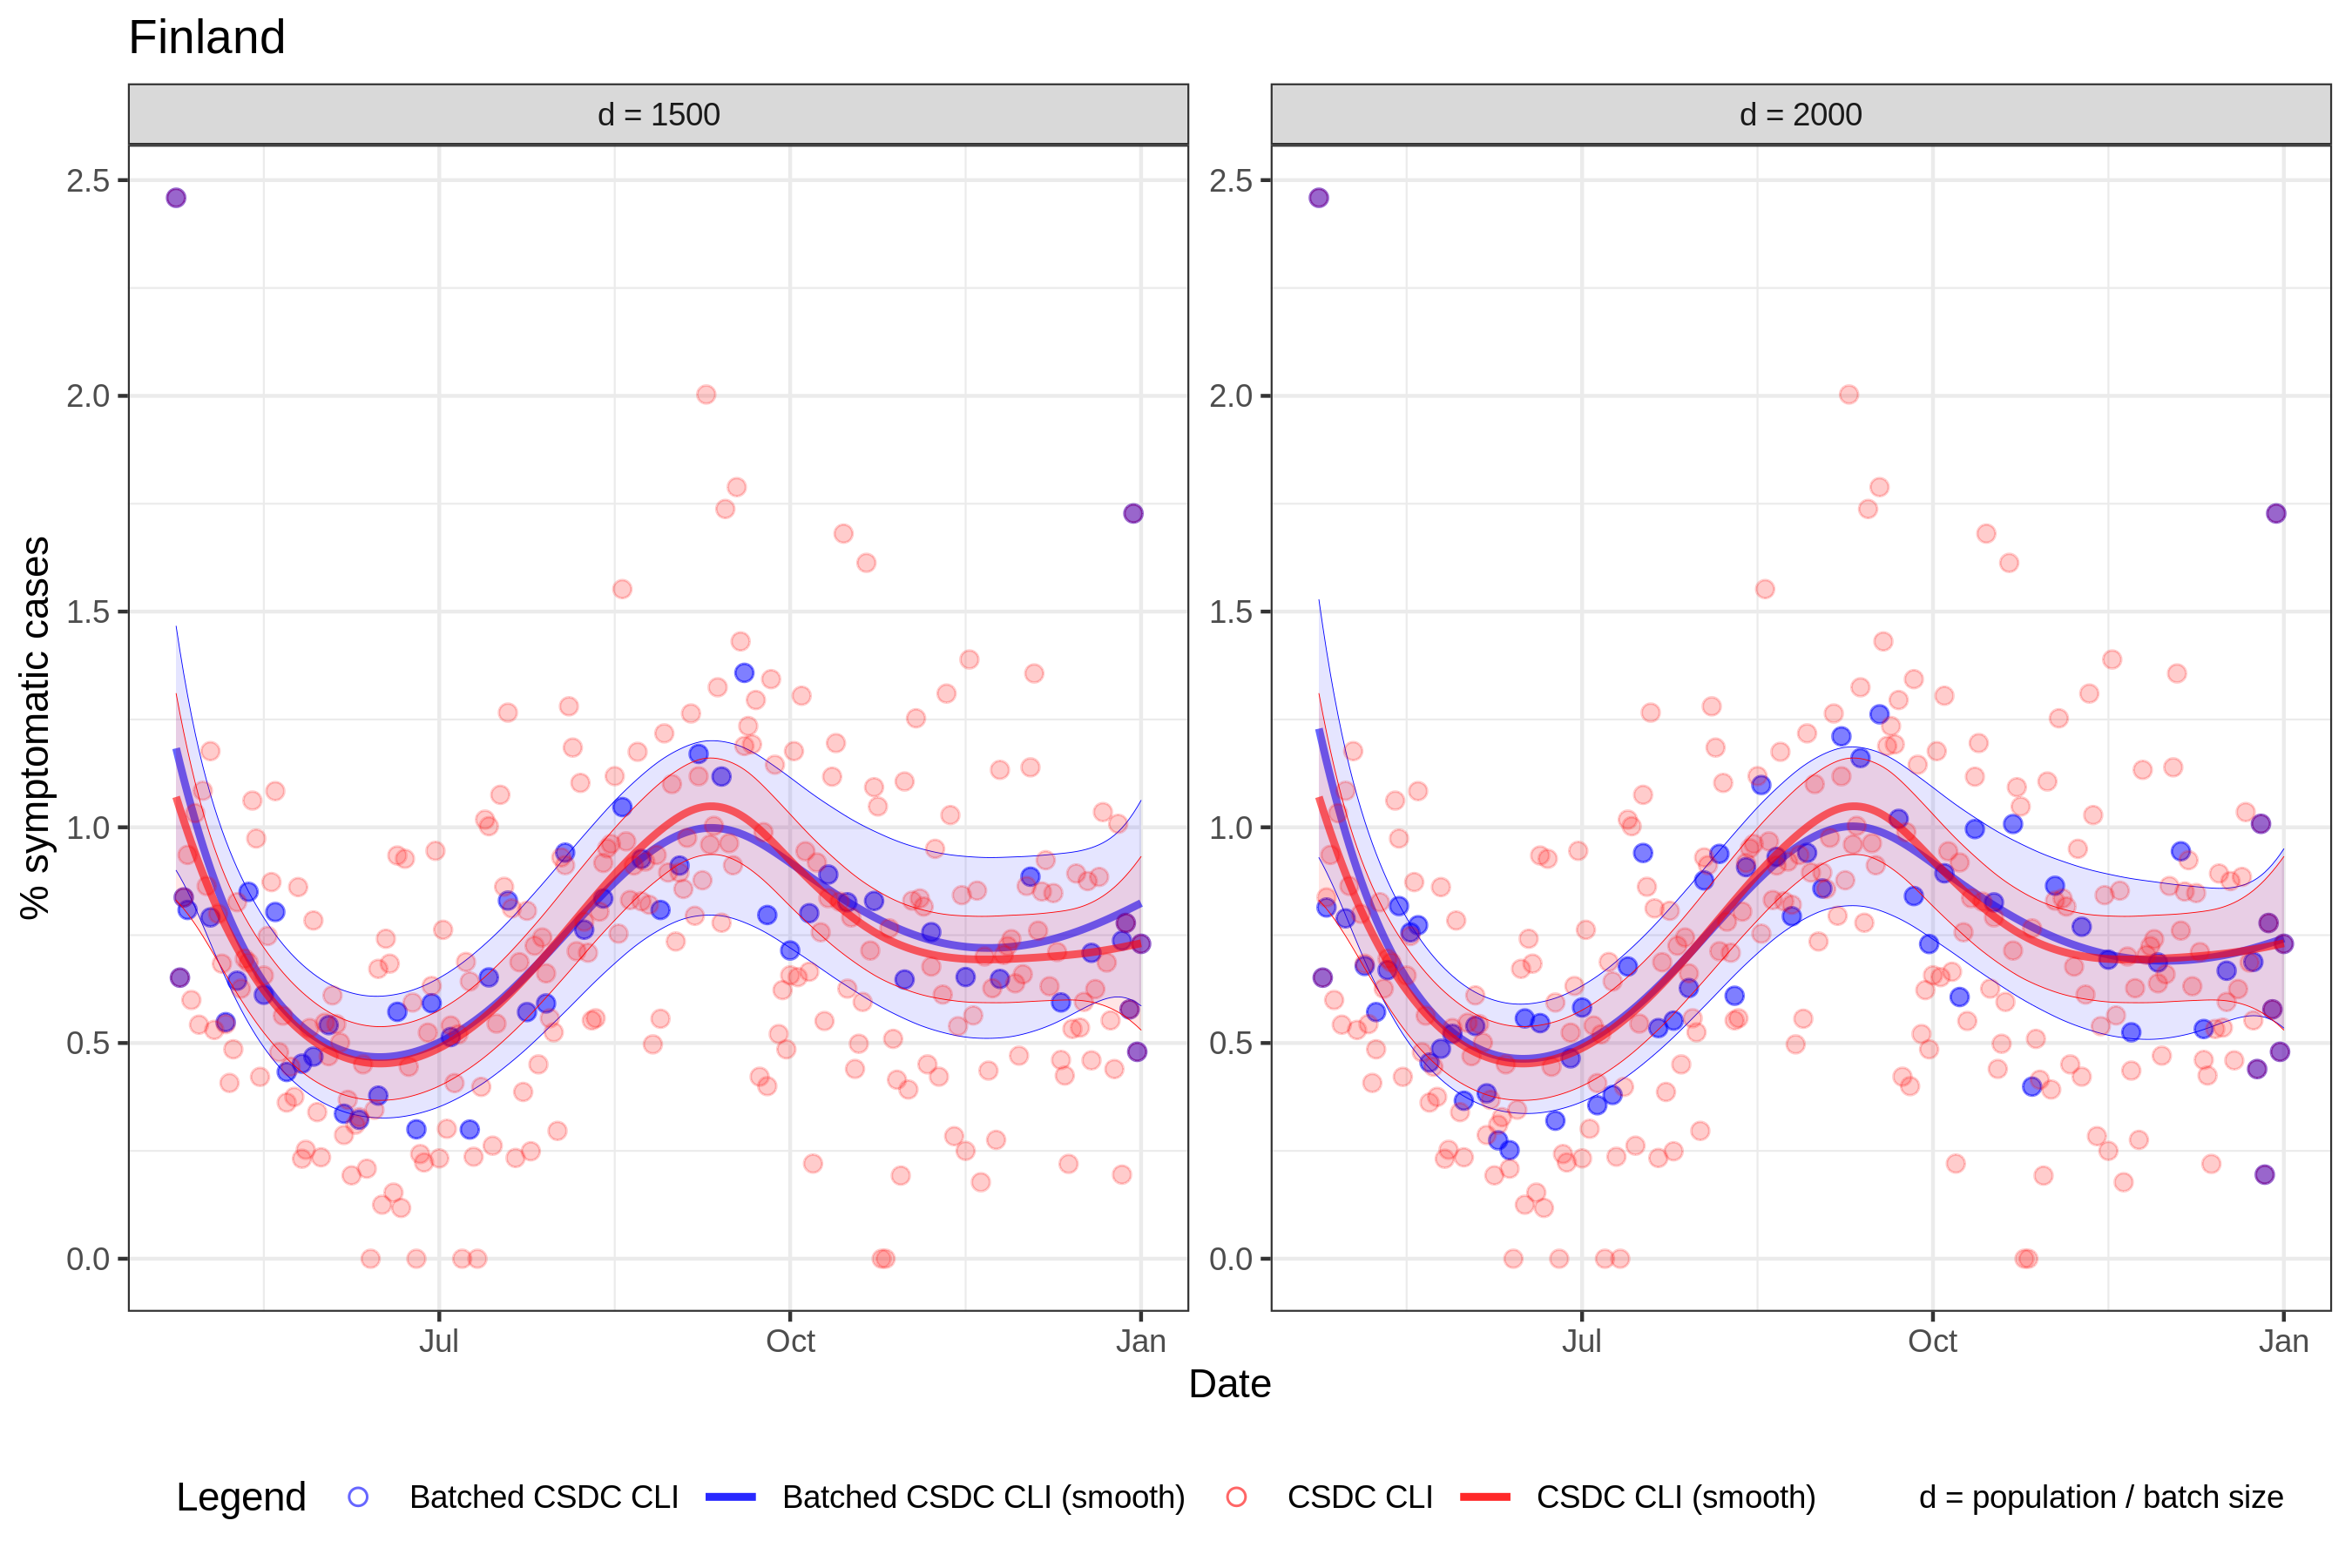 Finland
d = 1500
d = 2000
% symptomatic cases
2.5
2.0
1.5
1.0
0.5
0.0
2.5
2.0
1.5
1.0
0.5
0.0
Jul
Oct
Jan
Jul
Oct
Jan
Date
Legend
Batched CSDC CLI
Batched CSDC CLI (smooth)
CSDC CLI
CSDC CLI (smooth)
d = population / batch size